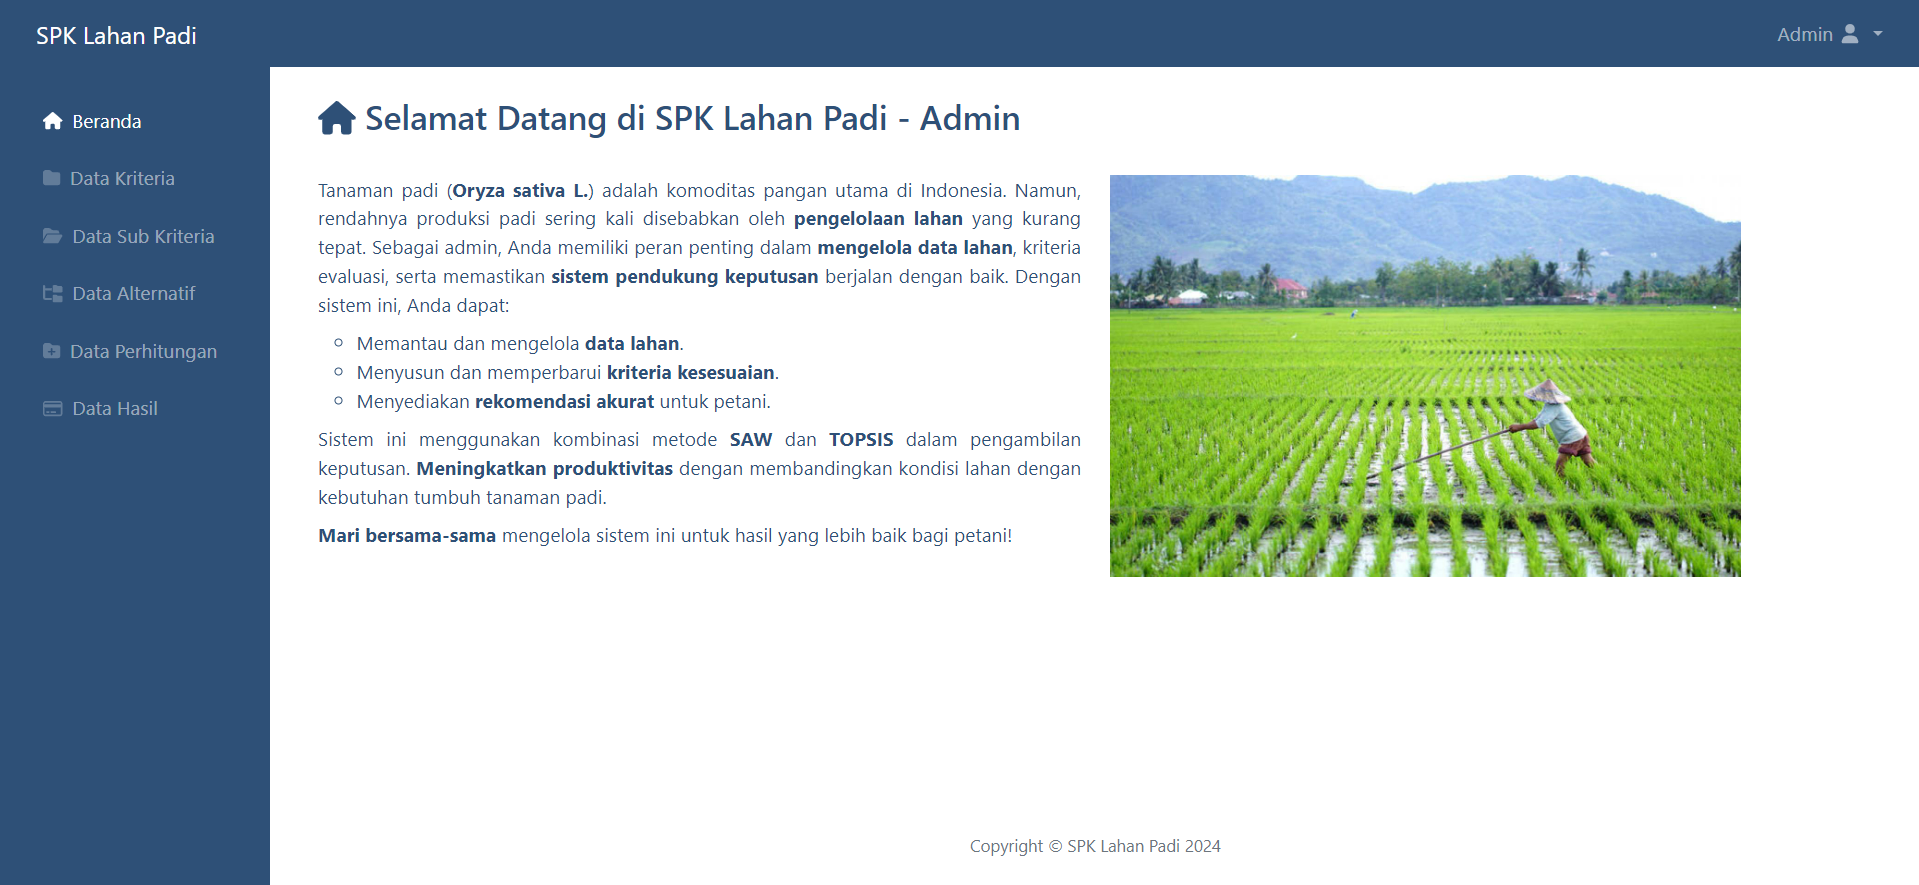 SPK Lahan Padi
Admin
Beranda
Data Kriteria
Data Sub Kriteria
Data Alternatif
Data Perhitungan
Data Hasil
Selamat Datang di SPK Lahan Padi - Admin
Tanaman padi (Oryza sativa L.) adalah komoditas pangan utama di Indonesia. Namun,
rendahnya produksi padi sering kali disebabkan oleh pengelolaan lahan yang kurang
tepat. Sebagai admin, Anda memiliki peran penting dalam mengelola data lahan, kriteria
evaluasi, serta memastikan sistem pendukung keputusan berjalan dengan baik. Dengan
sistem ini, Anda dapat:
Memantau dan mengelola data lahan.
Menyusun dan memperbarui kriteria kesesuaian.
Menyediakan rekomendasi akurat untuk petani.
Sistem ini menggunakan kombinasi metode SAW dan TOPSIS dalam pengambilan
keputusan. Meningkatkan produktivitas dengan membandingkan kondisi lahan dengan
kebutuhan tumbuh tanaman padi.
Mari bersama-sama mengelola sistem ini untuk hasil yang lebih baik bagi petani!
Copyright © SPK Lahan Padi 2024